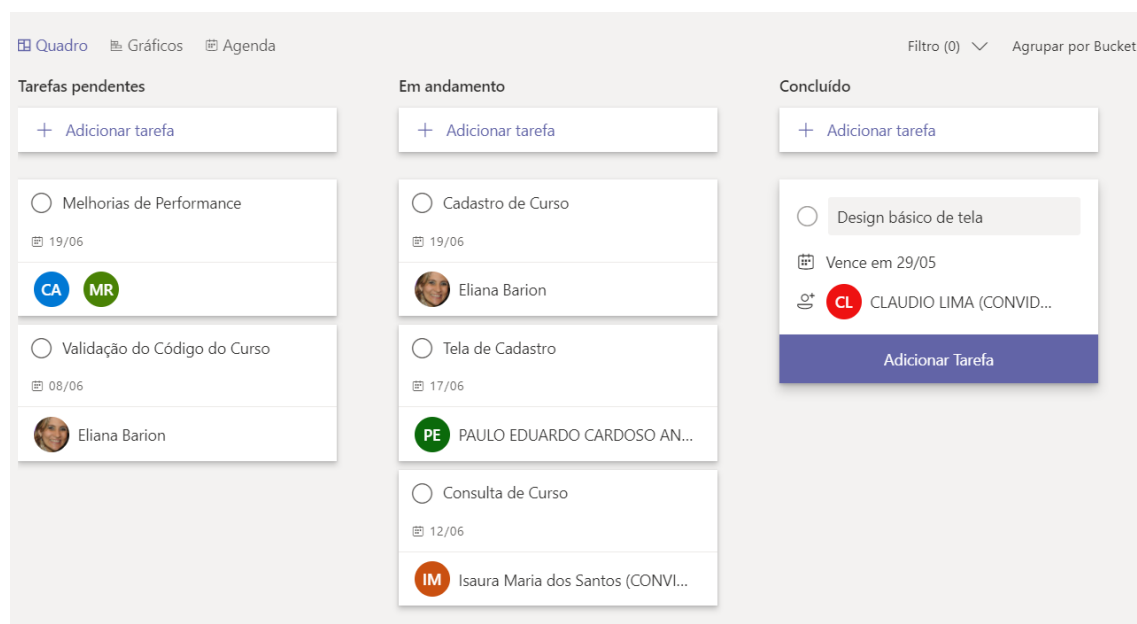 Quadro Gráficos Agenda Filtro (0) Agrupar por Bucket
Tarefas pendentes
Adicionar tarefa
Melhorias de Performance
19/06
CA MR
Validação do Código do Curso
08/06
Eliana Barion
Em andamento
Adicionar tarefa
Cadastro de Curso
19/06
Eliana Barion
Tela de Cadastro
17/06
PE PAULO EDUARDO CARDOSO AN...
Consulta de Curso
12/06
IM Isaura Maria dos Santos (CONVI...
Concluído
Adicionar tarefa
Design básico de tela
Vence em 29/05
CL CLAUDIO LIMA (CONVID...
Adicionar Tarefa